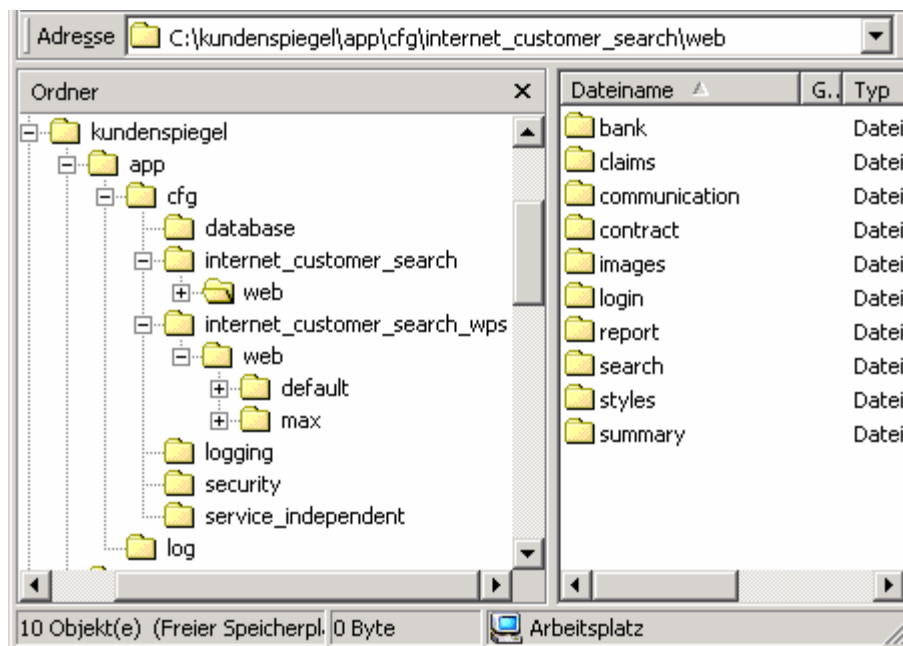 Adresse C:\kundenspiegel\app\cfg\internet_customer_search\web
Ordner
kundenspiegel
app
cfg
database
internet_customer_search
web
internet_customer_search_wps
web
default
max
logging
security
service_independent
log
Dateiname G.. Typ
bank Datei
claims Datei
communication Datei
contract Datei
images Datei
login Datei
report Datei
search Datei
styles Datei
summary Datei
10 Objekt(e) (Freier Speicherpl. 0 Byte Arbeitsplatz